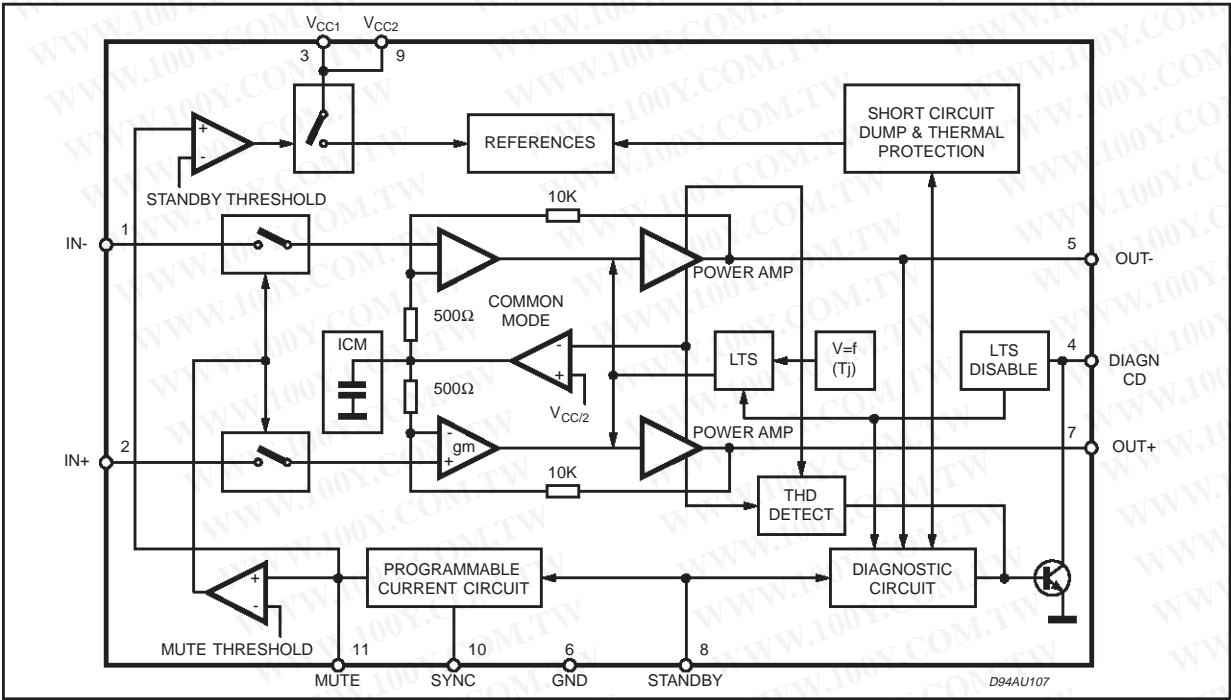 VCC1 VCC2
3 9
SHORT CIRCUIT
DUMP & THERMAL
PROTECTION
REFERENCES
+
-
STANDBY THRESHOLD
10K
IN-
1
5
OUT-
POWER AMP
COMMON
MODE
500Ω
ICM
-
+
VCC/2
LTS
V=f
(Tj)
LTS
DISABLE
4
DIAGN
CD
500Ω
POWER AMP
7
OUT+
IN+
2
-
gm
+
10K
THD
DETECT
PROGRAMMABLE
CURRENT CIRCUIT
DIAGNOSTIC
CIRCUIT
+
-
MUTE THRESHOLD
11
10
6
8
MUTE
SYNC
GND
STANDBY
D94AU107
WWW.100Y.COM.TW